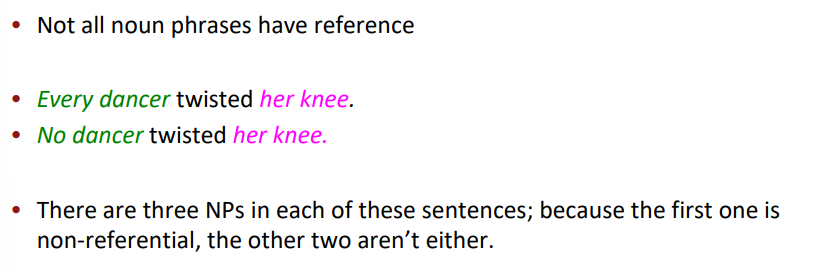 • Not all noun phrases have reference
• Every dancer twisted her knee.
• No dancer twisted her knee.
• There are three NPs in each of these sentences; because the first one is
non-referential, the other two aren’t either.